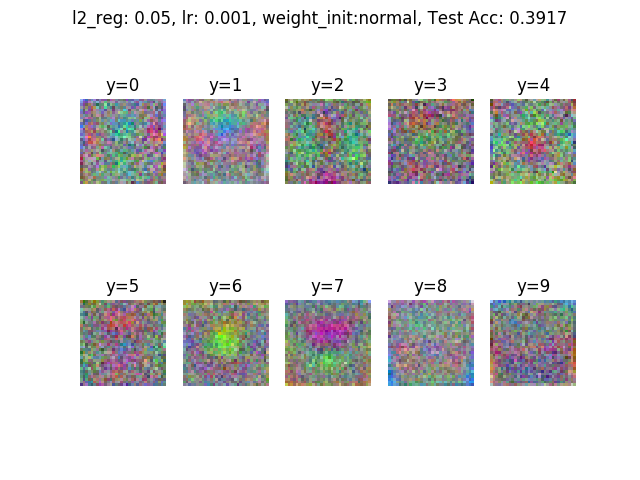 l2_reg: 0.05, lr: 0.001, weight_init:normal, Test Acc: 0.3917
y=0 y=1 y=2 y=3 y=4
y=5 y=6 y=7 y=8 y=9